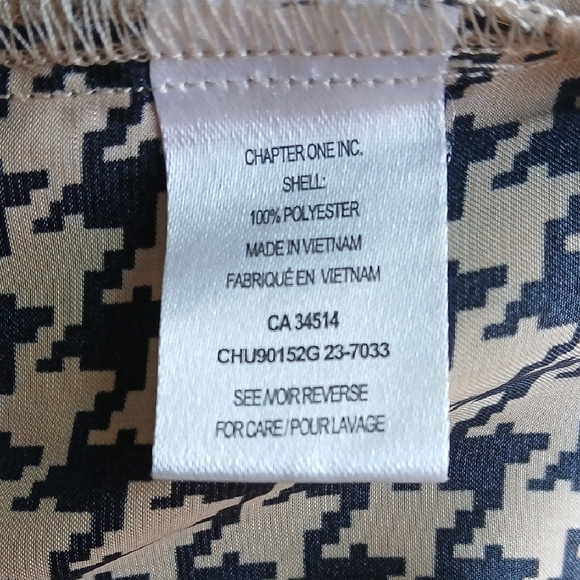 CHAPTER ONE INC.
SHELL:
100% POLYESTER
MADE IN VIETNAM
FABRIQUÉ EN VIETNAM
CA 34514
CHU90152G 23-7033
SEE/VOIR REVERSE
FOR CARE/POUR LAVAGE